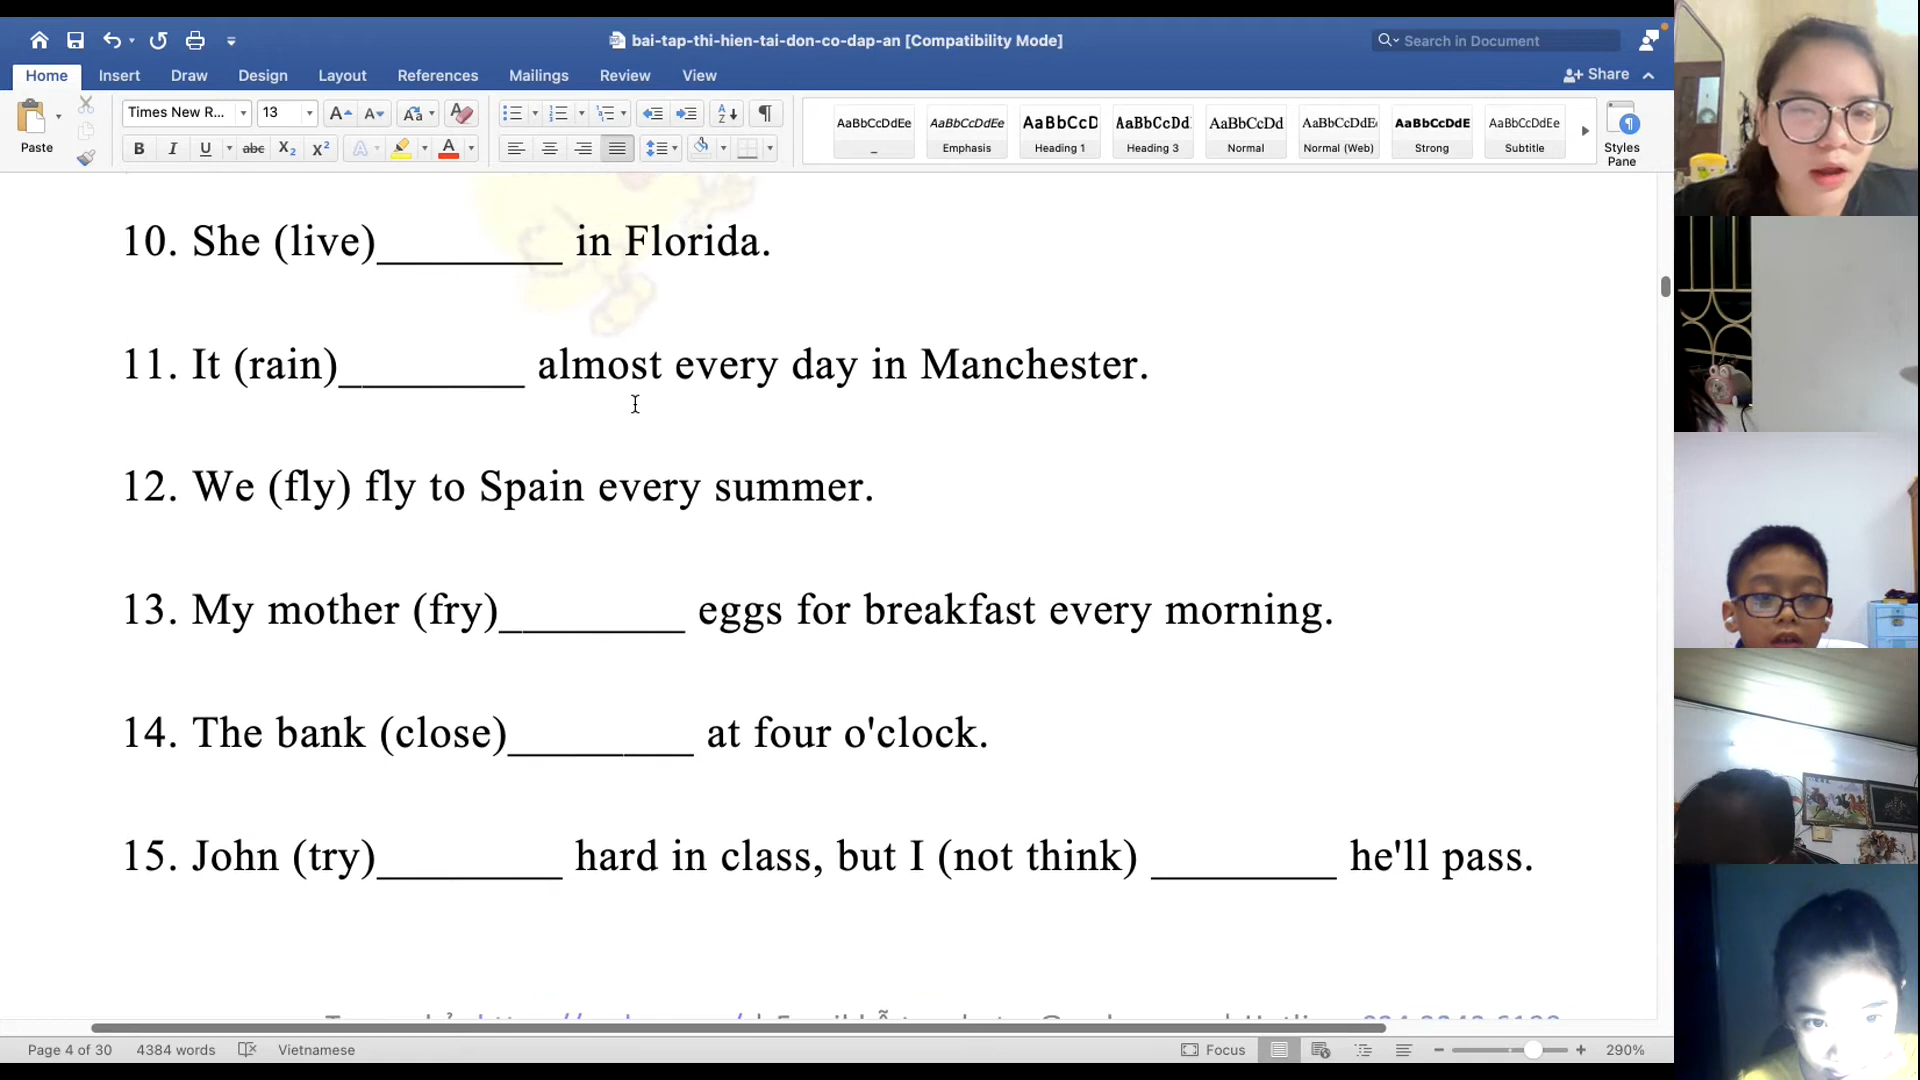 bai-tap-thi-hien-tai-don-co-dap-an [Compatibility Mode]
Search in Document
Home Insert Draw Design Layout References Mailings Review View
Share
Paste
Times New R... 13
AaBbCcDdEe AaBbCcDdEe AaBbCcD AaBbCcDd AaBbCcDd AaBbCcDdE AaBbCcDdE AaBbCcDdEe
Emphasis Heading 1 Heading 3 Normal Normal (Web) Strong Subtitle
Styles Pane
10. She (live)________ in Florida.
11. It (rain)________ almost every day in Manchester.
12. We (fly) fly to Spain every summer.
13. My mother (fry)________ eggs for breakfast every morning.
14. The bank (close)________ at four o'clock.
15. John (try)________ hard in class, but I (not think) ________ he'll pass.
Page 4 of 30 4384 words Vietnamese
Focus
290%